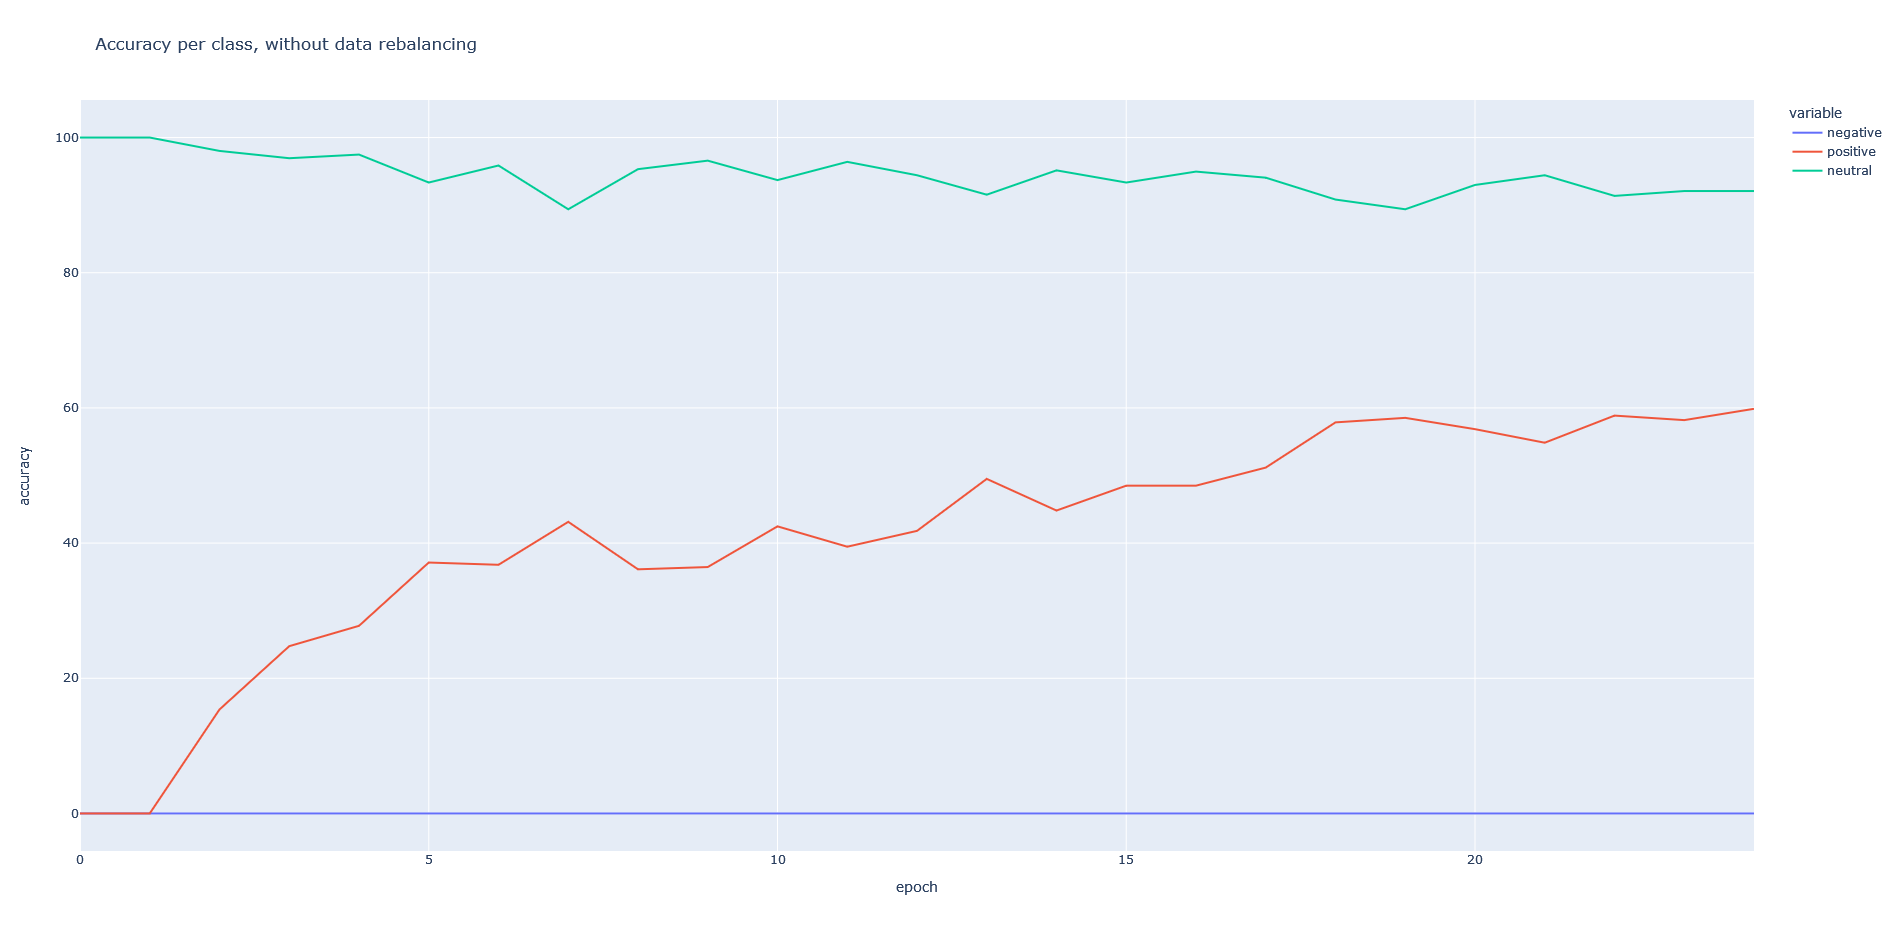 Accuracy per class, without data rebalancing
variable
negative
positive
neutral
accuracy
100
80
60
40
20
0
0
5
10
15
20
epoch